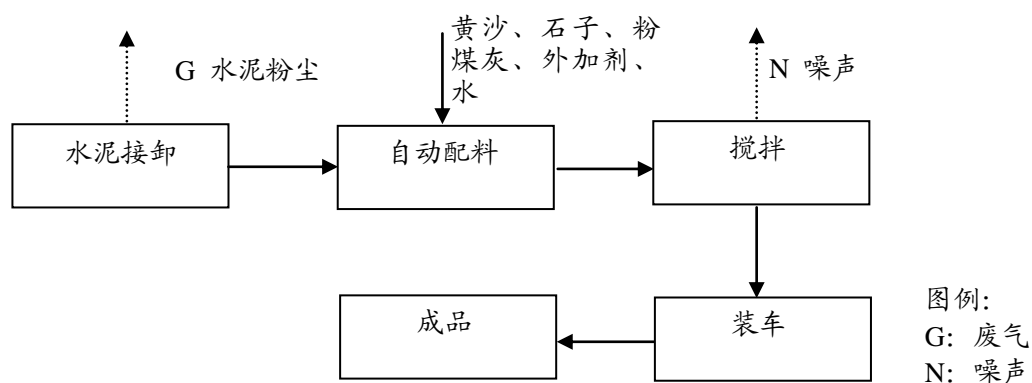 黄沙、石子、粉
煤灰、外加剂、
水
G 水泥粉尘
N 噪声
水泥接卸
自动配料
搅拌
成品
装车
图例:
G: 废气
N: 噪声